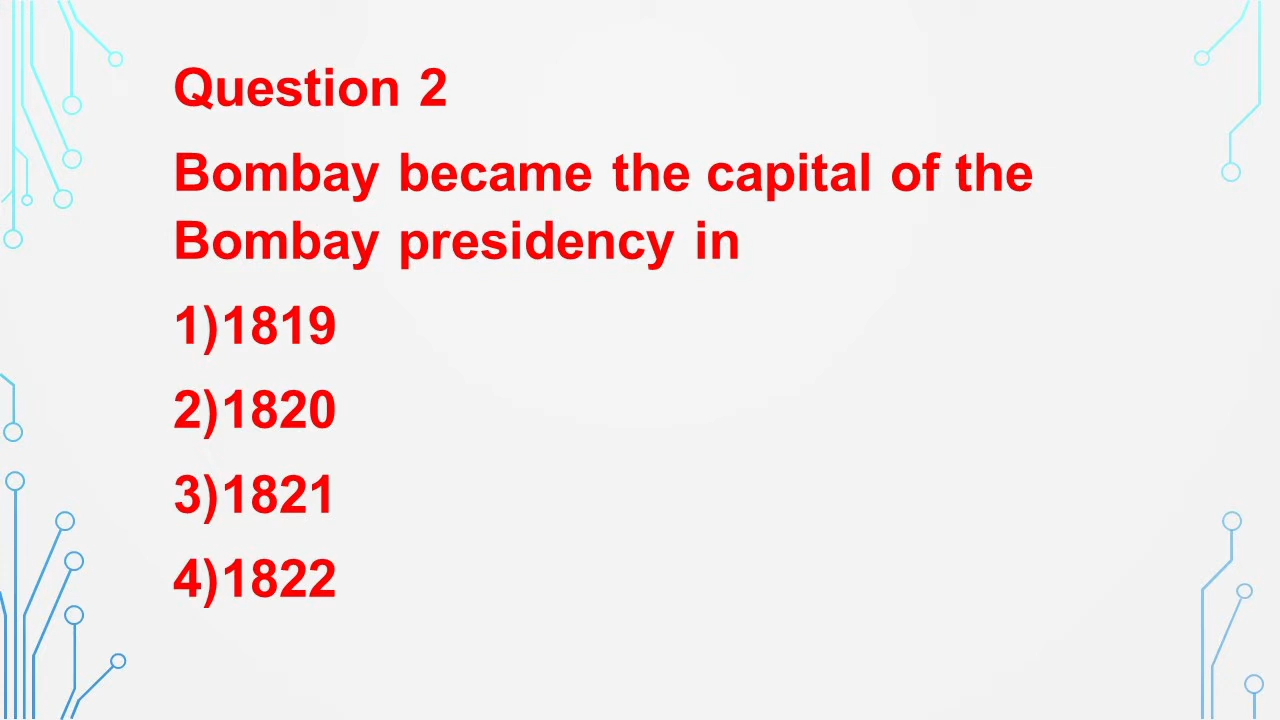 Question 2
Bombay became the capital of the
Bombay presidency in
1)1819
2)1820
3)1821
4)1822